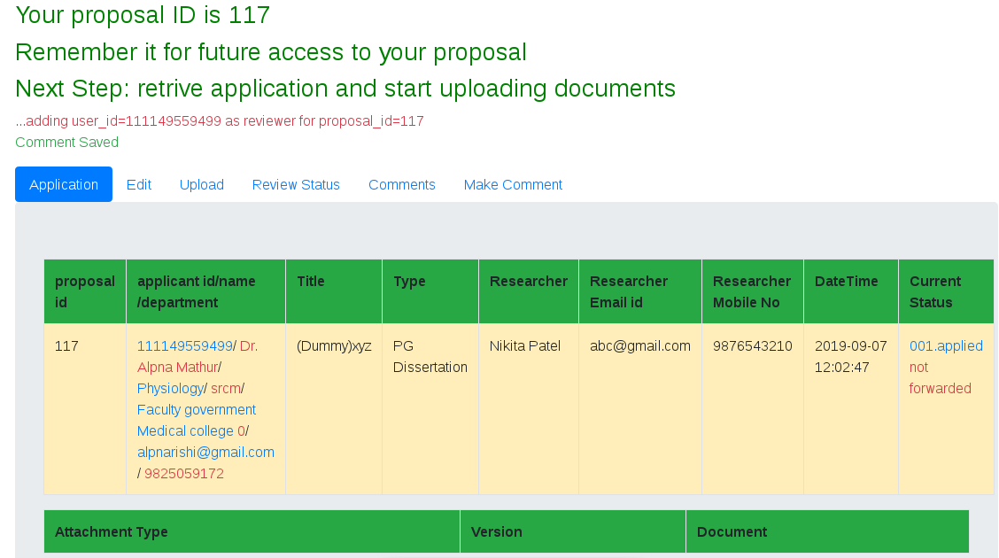 Your proposal ID is 117
Remember it for future access to your proposal
Next Step: retrive application and start uploading documents
...adding user_id=111149559499 as reviewer for proposal_id=117
Comment Saved
Application Edit Upload Review Status Comments Make Comment
proposal id
applicant id/name /department
Title
Type
Researcher
Researcher Email id
Researcher Mobile No
DateTime
Current Status
117
111149559499/ Dr.
Alpna Mathur/
Physiology/ srcm/
Faculty government
Medical college 0/
alpnarishi@gmail.com
/ 9825059172
(Dummy)xyz
PG
Dissertation
Nikita Patel
abc@gmail.com
9876543210
2019-09-07
12:02:47
001.applied
not
forwarded
Attachment Type Version Document